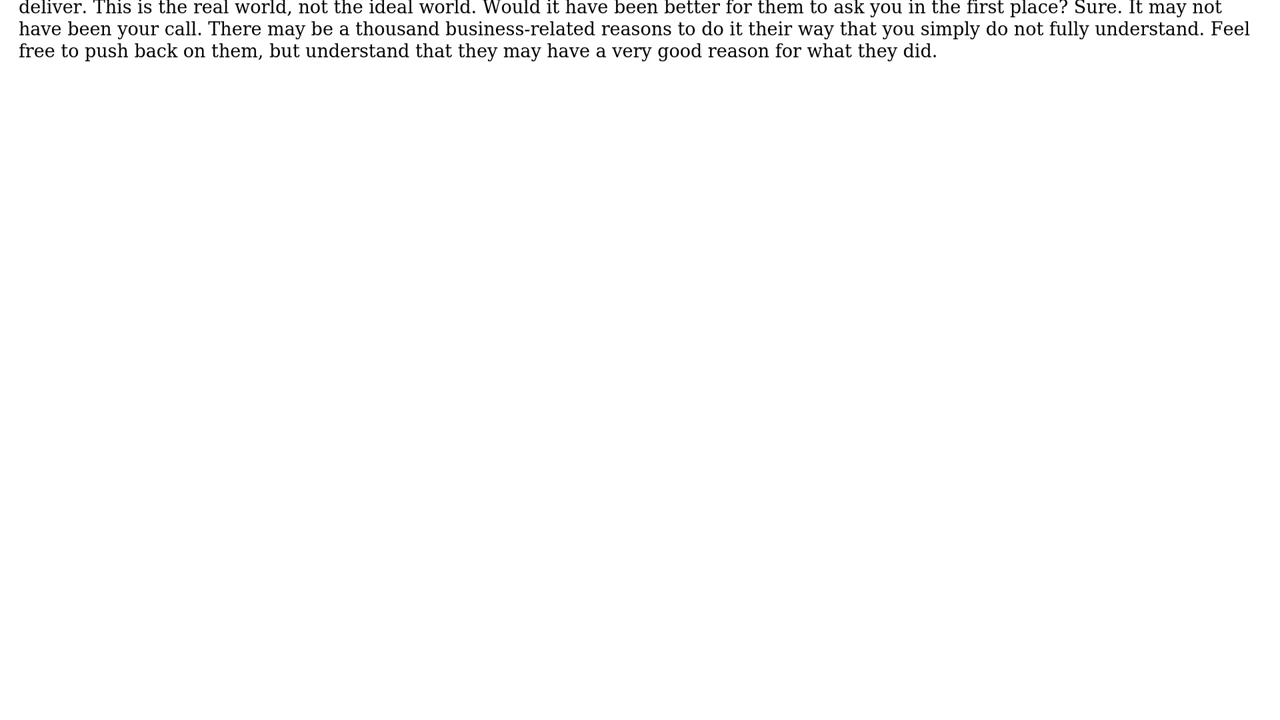 deliver. This is the real world, not the ideal world. Would it have been better for them to ask you in the first place? Sure. It may not
have been your call. There may be a thousand business-related reasons to do it their way that you simply do not fully understand. Feel
free to push back on them, but understand that they may have a very good reason for what they did.